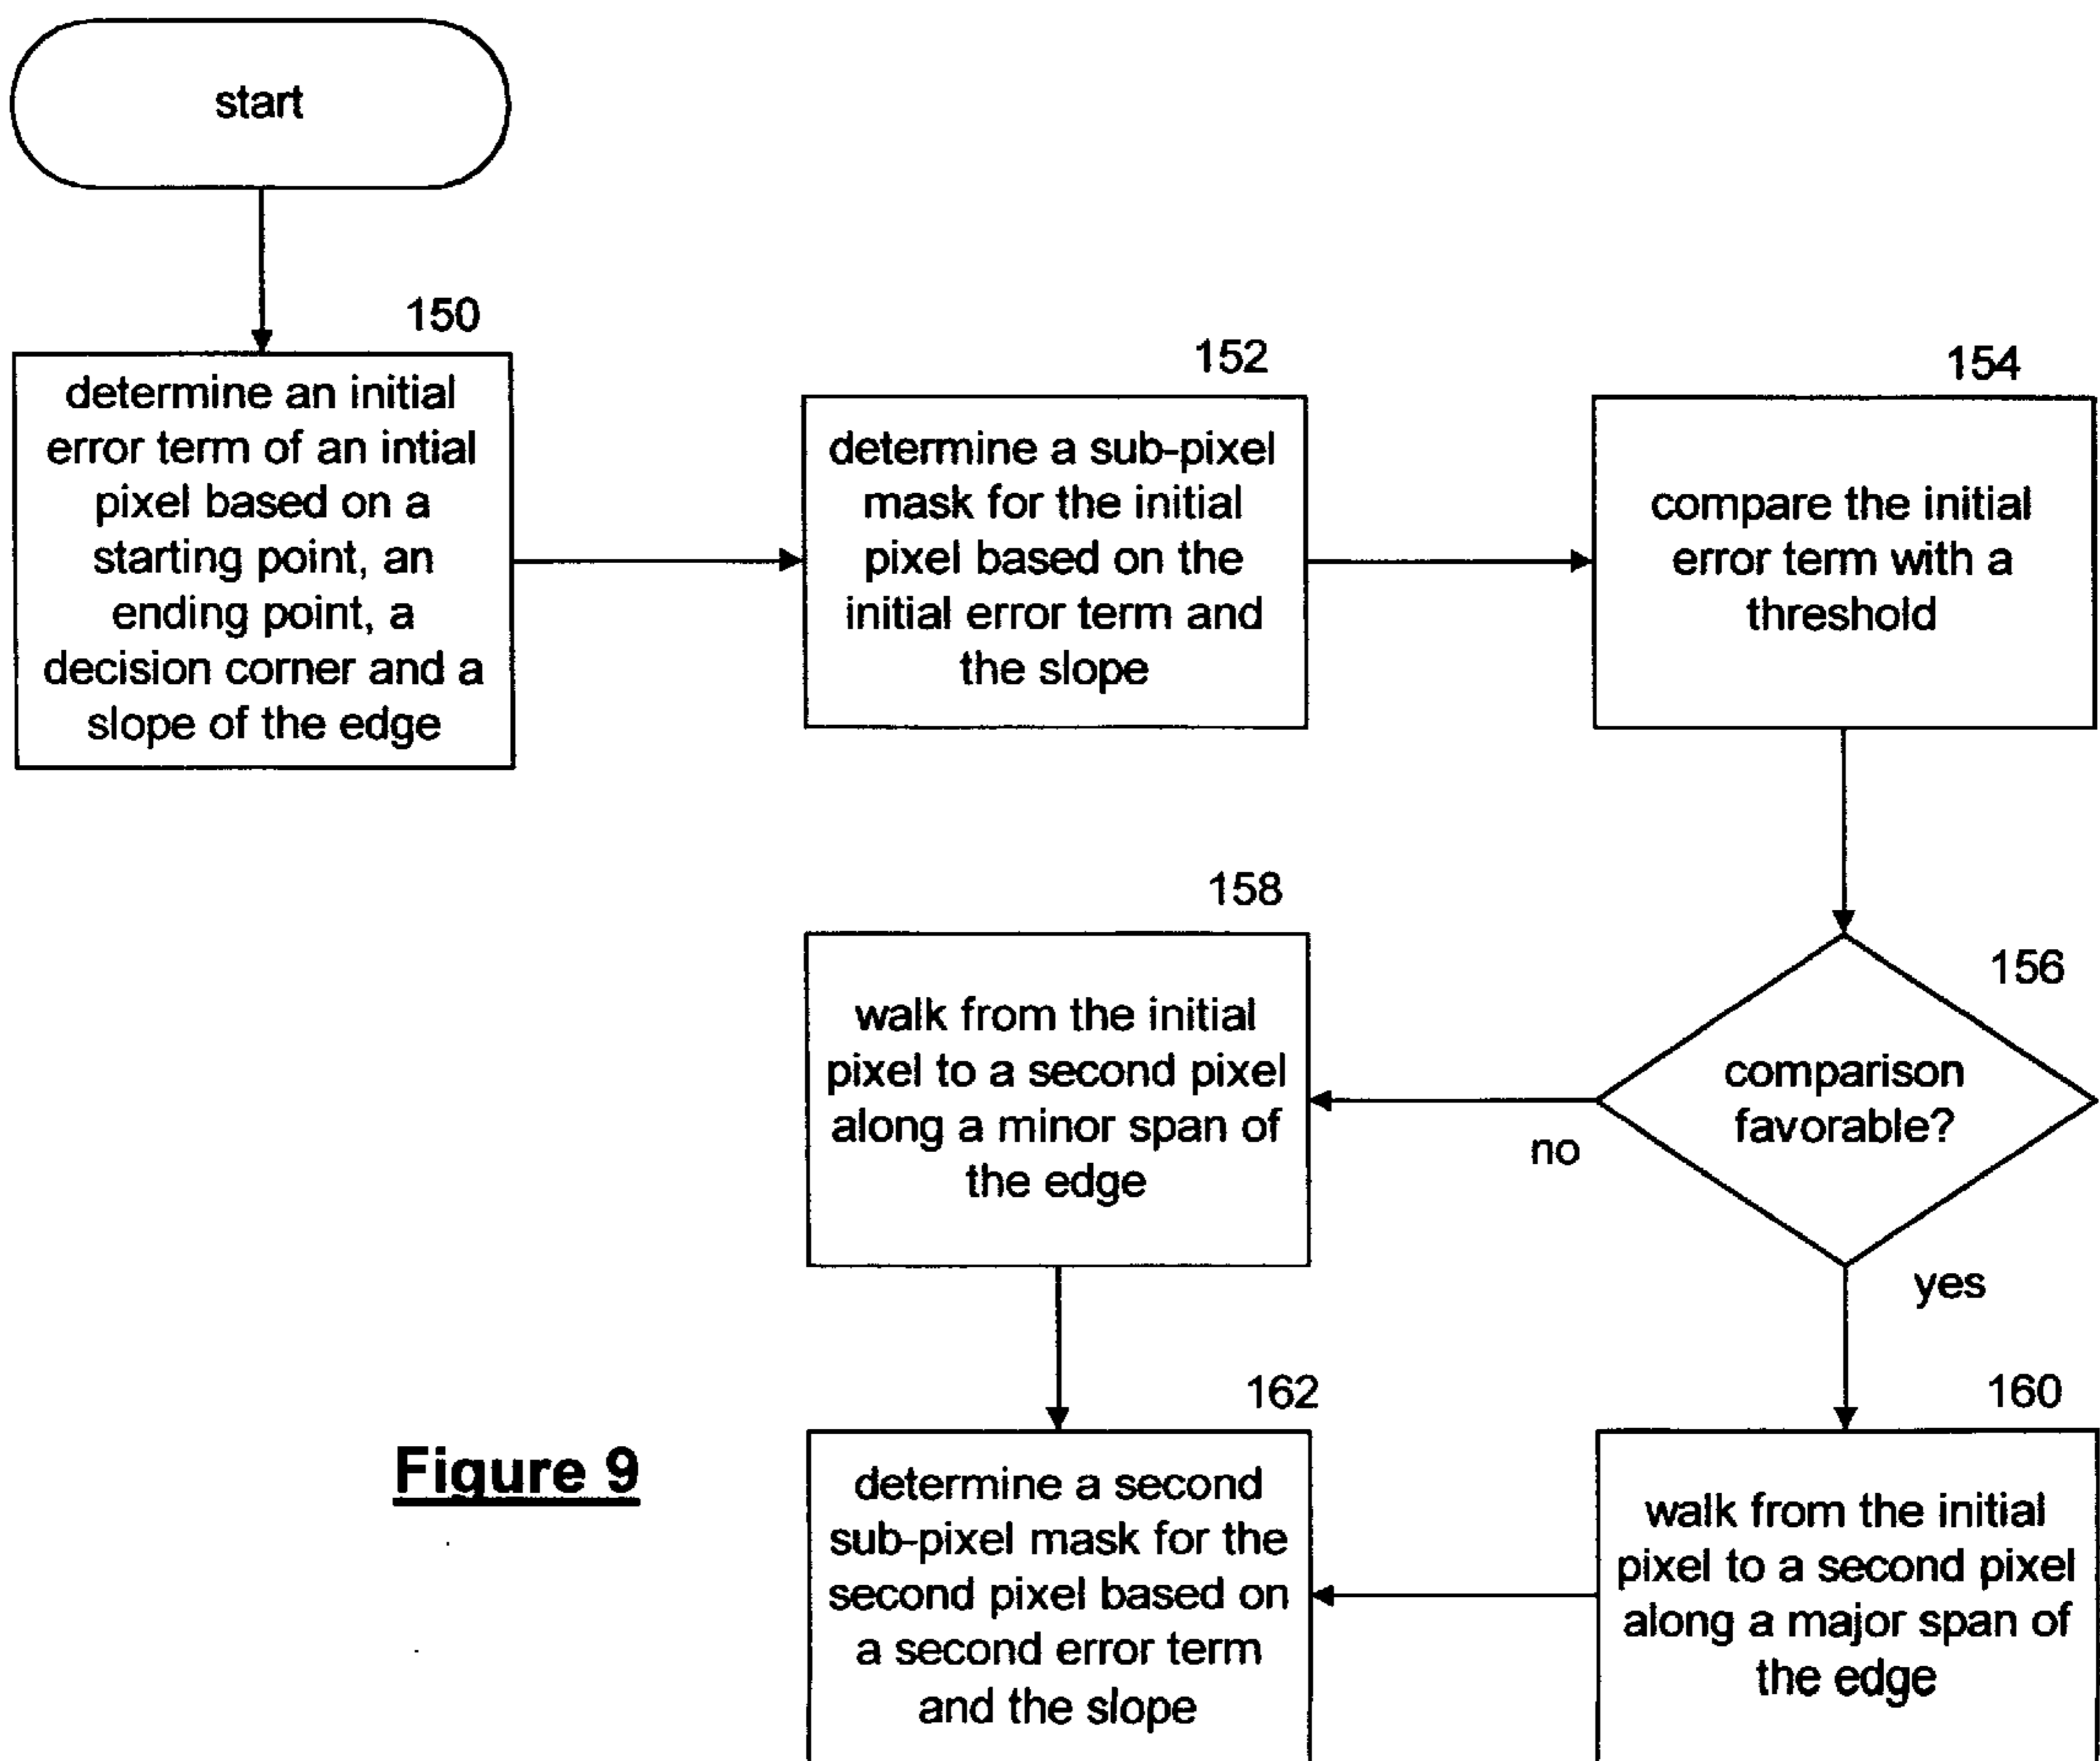 start
150
determine an initial
error term of an intial
pixel based on a
starting point, an
ending point, a
decision corner and a
slope of the edge
152
determine a sub-pixel
mask for the initial
pixel based on the
initial error term and
the slope
154
compare the initial
error term with a
threshold
156
comparison
favorable?
no
yes
158
walk from the initial
pixel to a second pixel
along a minor span of
the edge
160
walk from the initial
pixel to a second pixel
along a major span of
the edge
162
determine a second
sub-pixel mask for the
second pixel based on
a second error term
and the slope
Figure 9